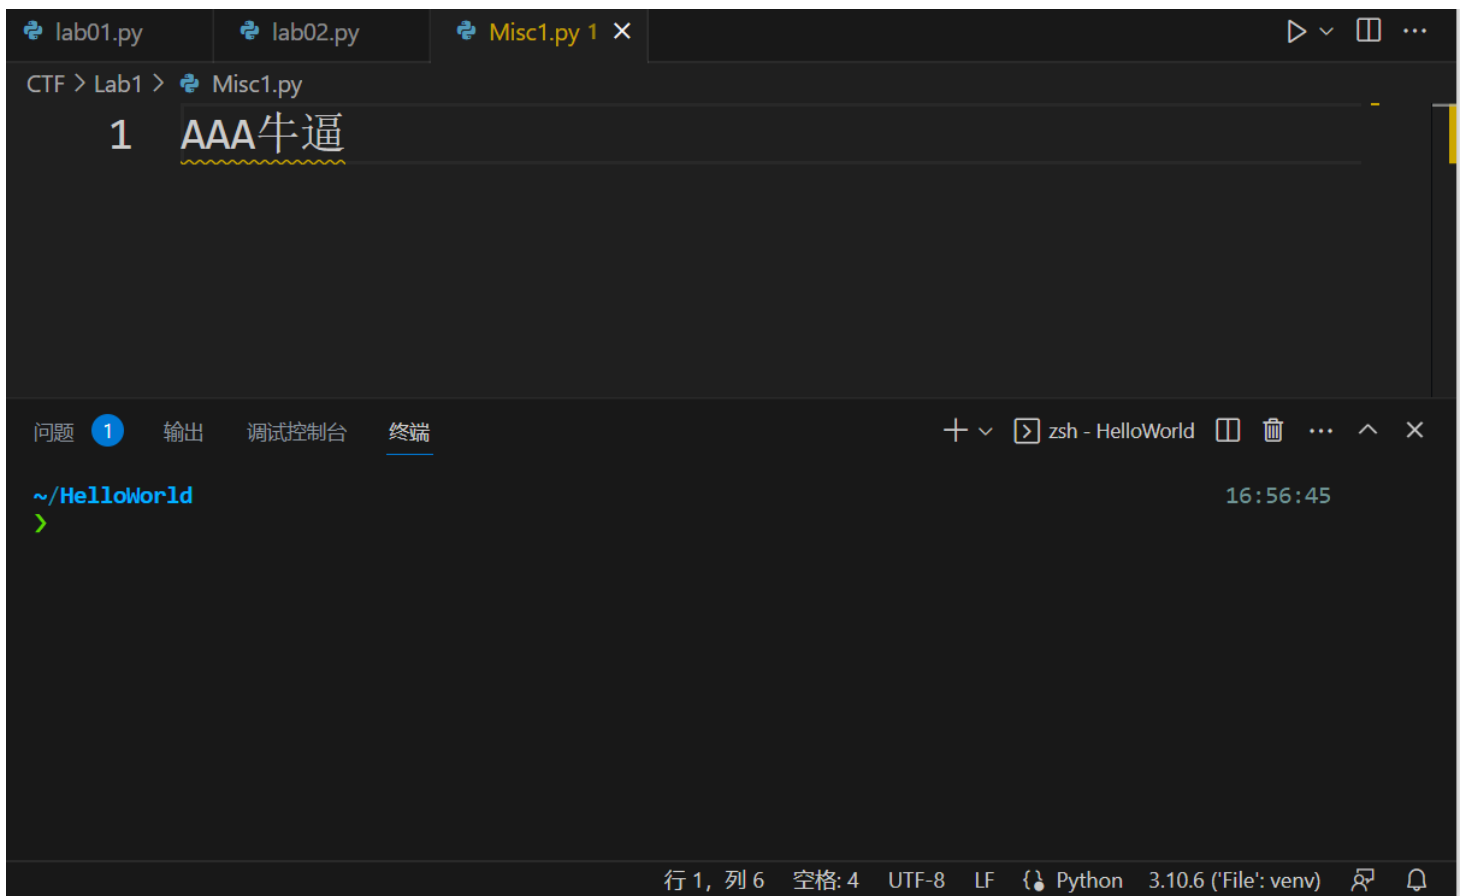 lab01.py lab02.py Misc1.py 1
CTF > Lab1 > Misc1.py
1 AAA牛逼
问题 1 输出 调试控制台 终端 zsh - HelloWorld
~/HelloWorld 16:56:45
❯
行 1，列 6 空格: 4 UTF-8 LF Python 3.10.6 ('File': venv)